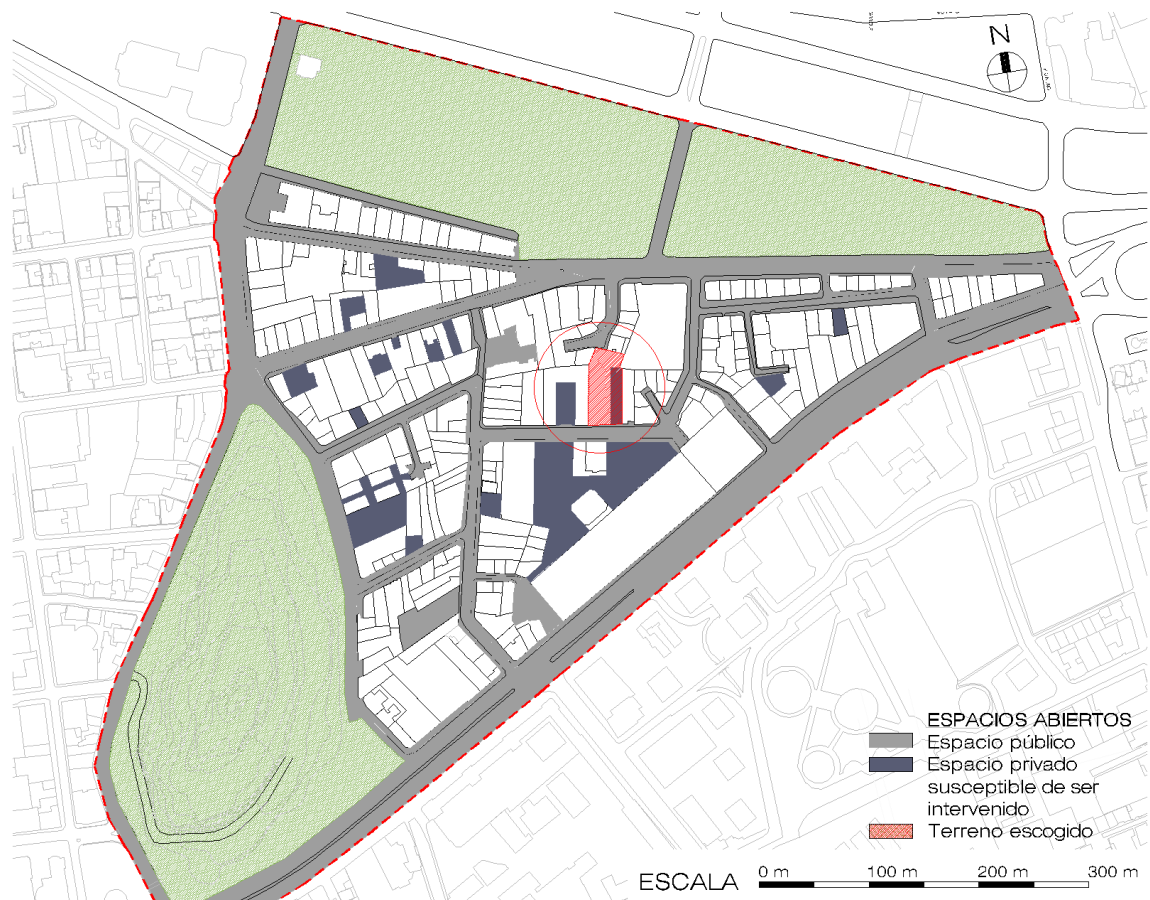 N
ESPACIOS ABIERTOS
Espacio público
Espacio privado
susceptible de ser
intervenido
Terreno escogido
ESCALA
0 m 100 m 200 m 300 m